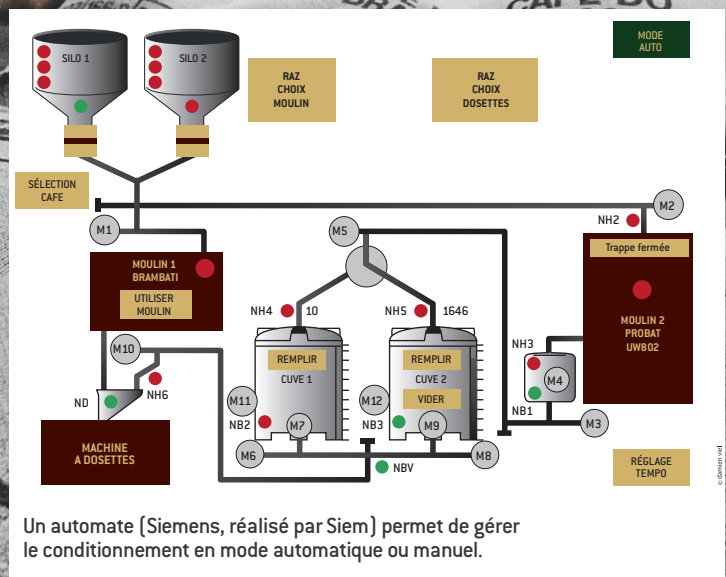 MODE
AUTO
SILO 1
SILO 2
RAZ
CHOIX
MOULIN
RAZ
CHOIX
DOSETTES
SÉLECTION
CAFE
M1
M2
NH2
M5
Trappe fermée
MOULIN 1
BRAMBATI
UTILISER
MOULIN
MOULIN 2
PROBAT
UW802
NH4
10
NH5
1646
M10
NH3
M4
NB1
M3
REMPLIR
CUVE 1
REMPLIR
CUVE 2
VIDER
ND
NH6
M11
NB2
M7
M12
NB3
M9
MACHINE
A DOSETTES
M6
M8
NBV
RÉGLAGE
TEMPO
© damien viel
Un automate (Siemens, réalisé par Siem) permet de gérer
le conditionnement en mode automatique ou manuel.